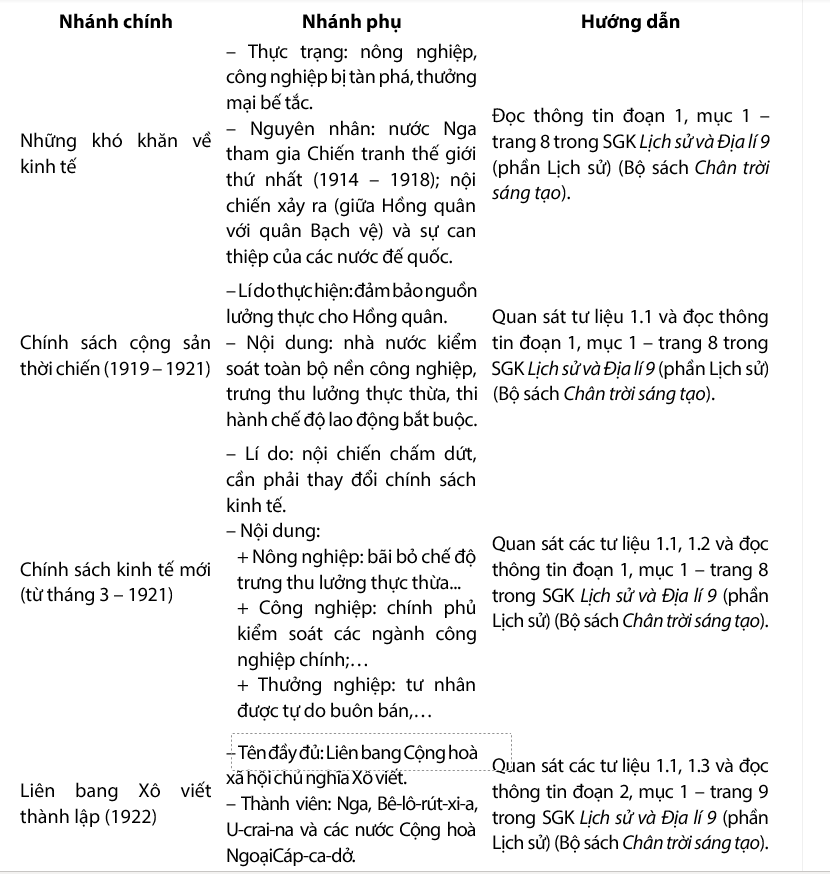 Nhánh chính Nhánh phụ Hướng dẫn
Những khó khăn về
kinh tế
– Thực trạng: nông nghiệp,
công nghiệp bị tàn phá, thưởng
mại bế tắc.
– Nguyên nhân: nước Nga
tham gia Chiến tranh thế giới
thứ nhất (1914 – 1918); nội
chiến xảy ra (giữa Hồng quân
với quân Bạch vệ) và sự can
thiệp của các nước đế quốc.
Đọc thông tin đoạn 1, mục 1 –
trang 8 trong SGK Lịch sử và Địa lí 9
(phần Lịch sử) (Bộ sách Chân trời
sáng tạo).
Chính sách cộng sản
thời chiến (1919 – 1921)
– Lí do thực hiện: đảm bảo nguồn
lưởng thực cho Hồng quân.
– Nội dung: nhà nước kiểm
soát toàn bộ nền công nghiệp,
trưng thu lưởng thực thừa, thi
hành chế độ lao động bắt buộc.
Quan sát tư liệu 1.1 và đọc thông
tin đoạn 1, mục 1 – trang 8 trong
SGK Lịch sử và Địa lí 9 (phần Lịch sử)
(Bộ sách Chân trời sáng tạo).
Chính sách kinh tế mới
(từ tháng 3 – 1921)
– Lí do: nội chiến chấm dứt,
cần phải thay đổi chính sách
kinh tế.
– Nội dung:
+ Nông nghiệp: bãi bỏ chế độ
trưng thu lưởng thực thừa...
+ Công nghiệp: chính phủ
kiểm soát các ngành công
nghiệp chính;…
+ Thưởng nghiệp: tư nhân
được tự do buôn bán,…
Quan sát các tư liệu 1.1, 1.2 và đọc
thông tin đoạn 1, mục 1 – trang 8
trong SGK Lịch sử và Địa lí 9 (phần
Lịch sử) (Bộ sách Chân trời sáng tạo).
Liên bang Xô viết
thành lập (1922)
– Tên đầy đủ: Liên bang Cộng hoà
xã hội chủ nghĩa Xô viết.
– Thành viên: Nga, Bê-lô-rút-xi-a,
U-crai-na và các nước Cộng hoà
NgoạiCáp-ca-dở.
Quan sát các tư liệu 1.1, 1.3 và đọc
thông tin đoạn 2, mục 1 – trang 9
trong SGK Lịch sử và Địa lí 9 (phần
Lịch sử) (Bộ sách Chân trời sáng tạo).